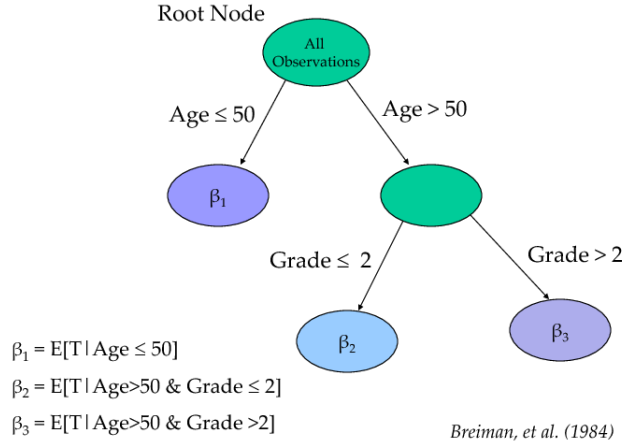 Root Node
All
Observations
Age ≤ 50
Age > 50
β₁
Grade ≤ 2
Grade > 2
β₂
β₃
β₁ = E[T|Age ≤ 50]
β₂ = E[T|Age>50 & Grade ≤ 2]
β₃ = E[T|Age>50 & Grade >2]
Breiman, et al. (1984)